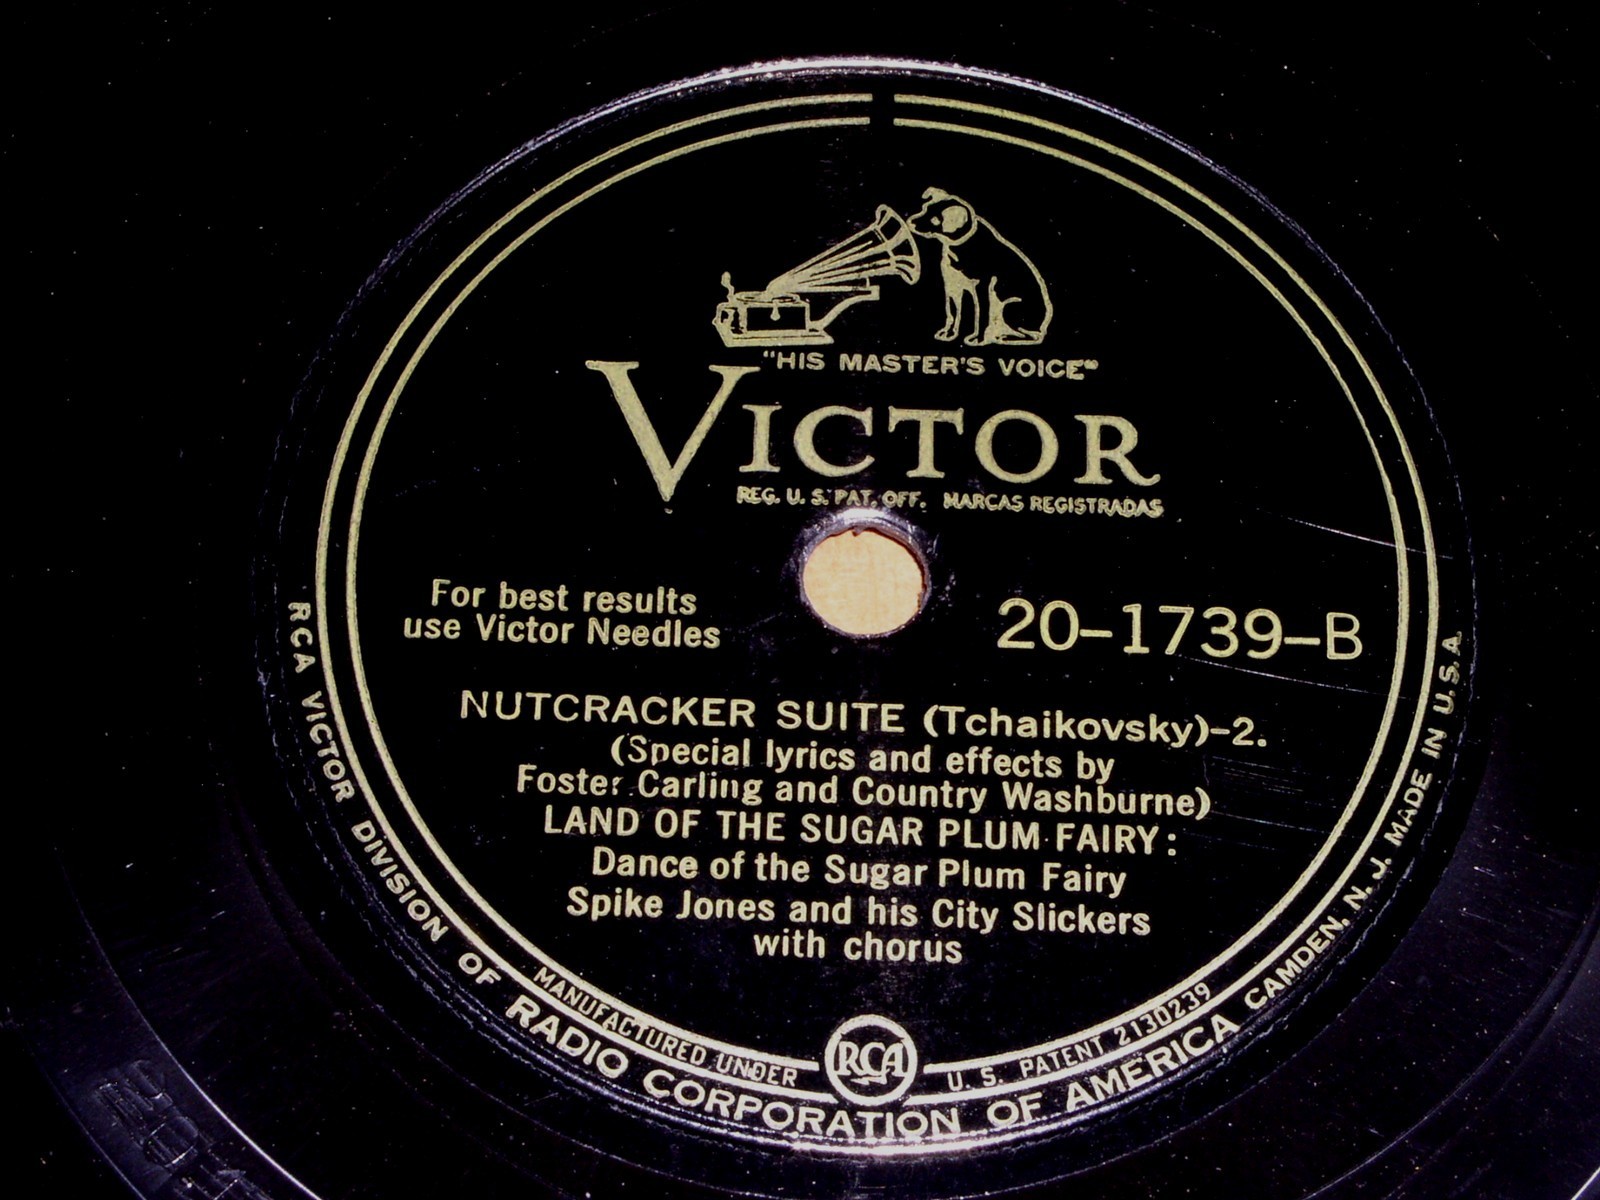 "HIS MASTER'S VOICE"
VICTOR
REG. U. S. PAT. OFF. MARCAS REGISTRADAS
For best results
use Victor Needles
20-1739-B
NUTCRACKER SUITE (Tchaikovsky)-2.
(Special lyrics and effects by
Foster Carling and Country Washburne)
LAND OF THE SUGAR PLUM FAIRY:
Dance of the Sugar Plum Fairy
Spike Jones and his City Slickers
with chorus
MANUFACTURED UNDER
RCA
U. S. PATENT 2130239
RCA VICTOR DIVISION OF RADIO CORPORATION OF AMERICA CAMDEN, N. J. MADE IN U.S.A.